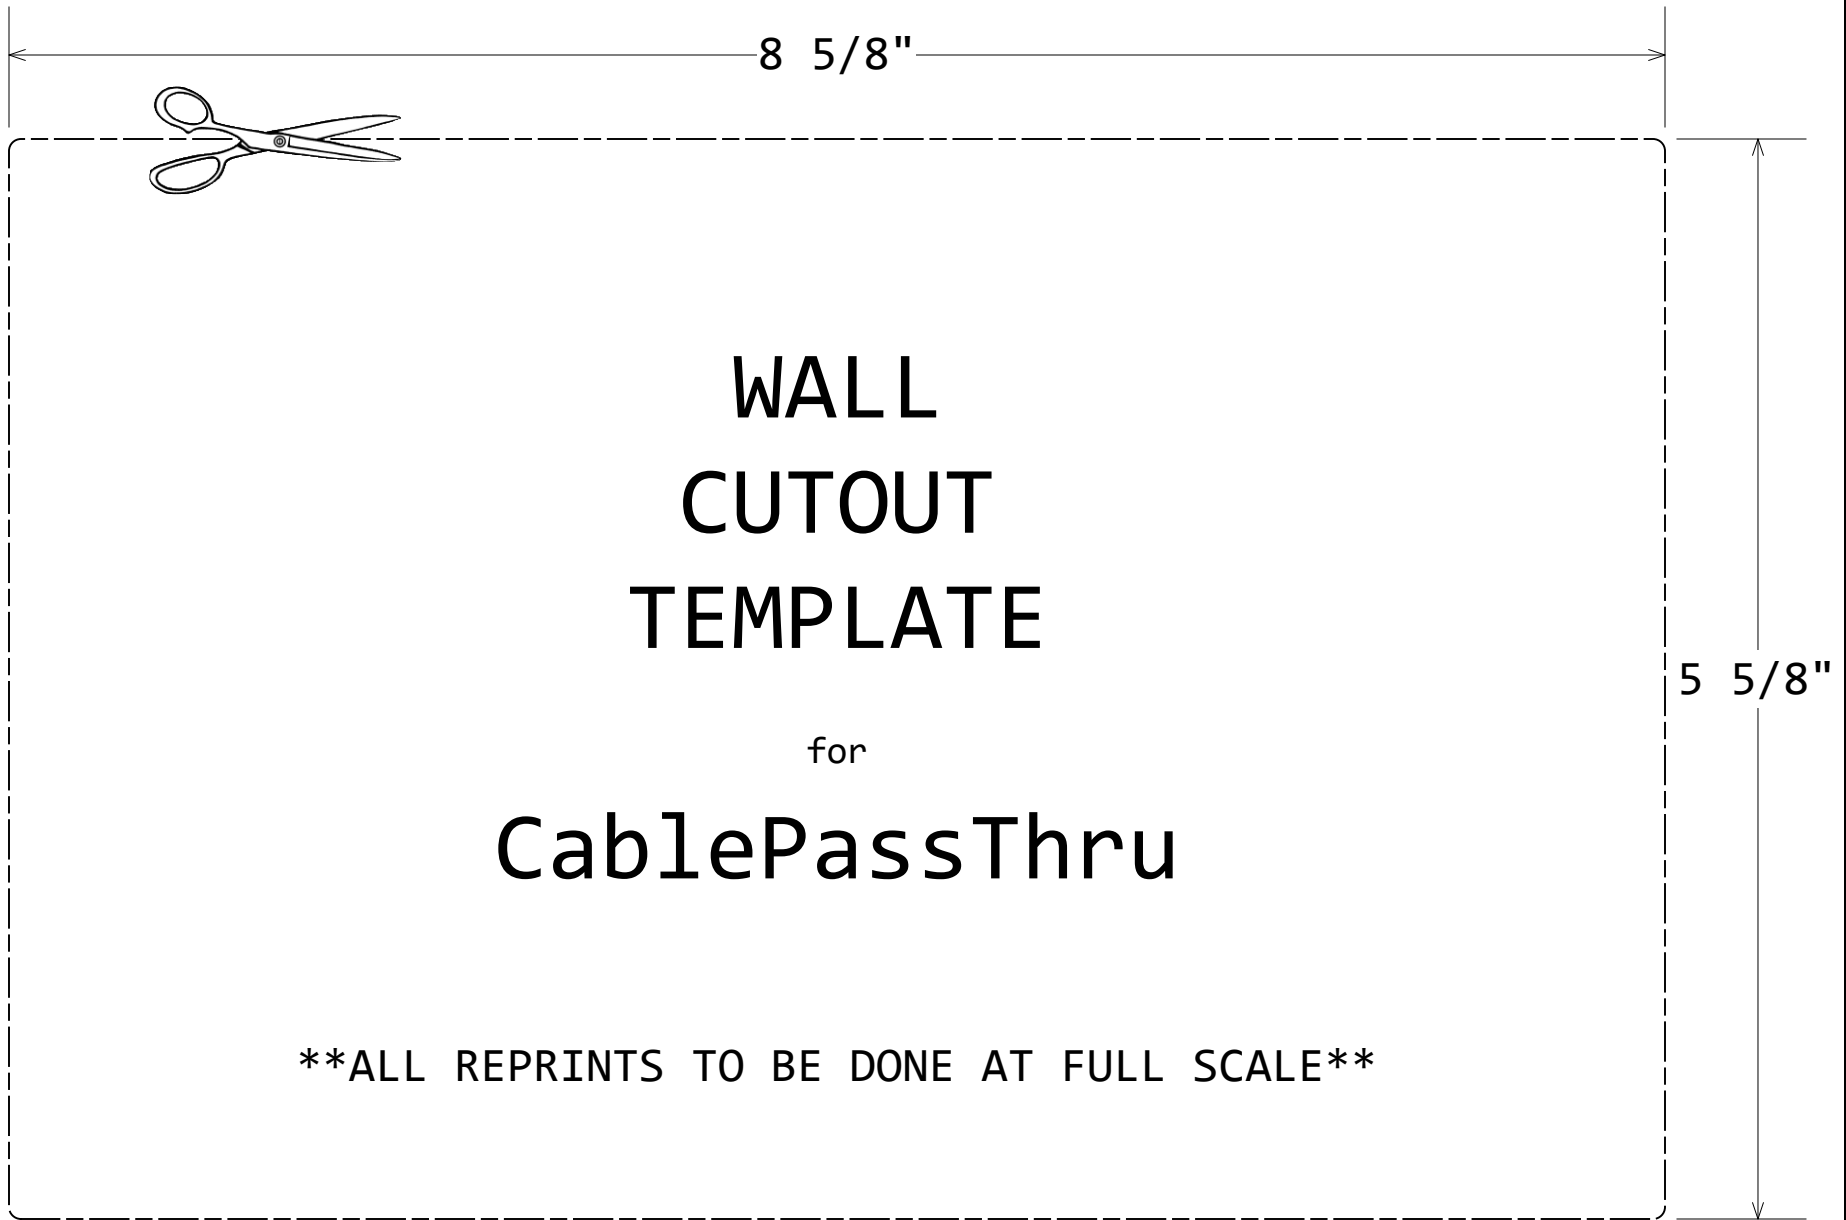 8 5/8"
WALL
CUTOUT
TEMPLATE
5 5/8"
for
CablePassThru
**ALL REPRINTS TO BE DONE AT FULL SCALE**